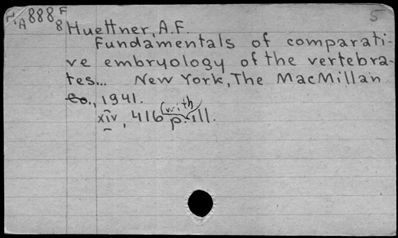 888 F 5
A 8 Huettner, A.F.
Fundamentals of comparati-
ve embryology of the vertebra-
tes... New York, The MacMillan
Co., 1941.
xiv, 416 p. (with ill.